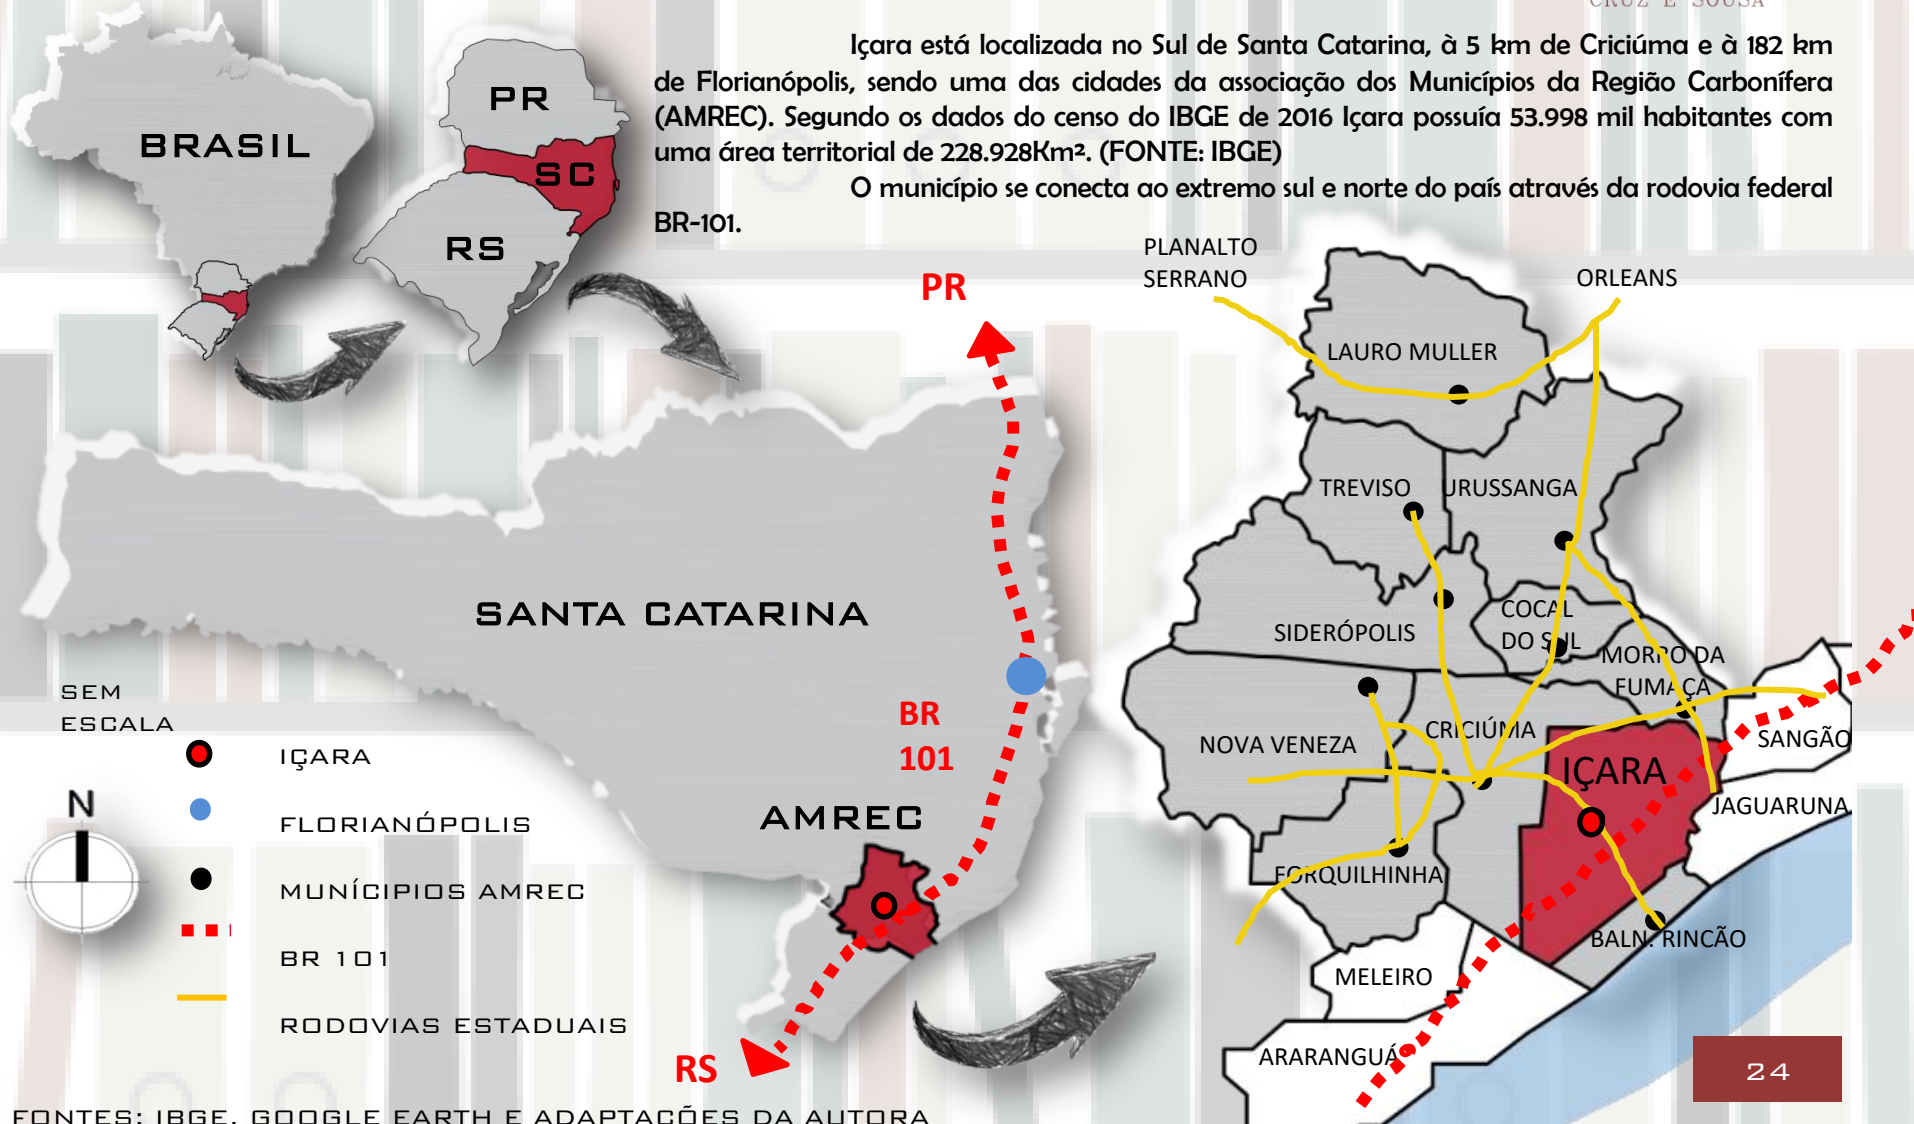 CRUZ E SOUSA
Içara está localizada no Sul de Santa Catarina, à 5 km de Criciúma e à 182 km
de Florianópolis, sendo uma das cidades da associação dos Municípios da Região Carbonífera
(AMREC). Segundo os dados do censo do IBGE de 2016 Içara possuía 53.998 mil habitantes com
uma área territorial de 228.928Km². (FONTE: IBGE)
O município se conecta ao extremo sul e norte do país através da rodovia federal
BR-101.
BRASIL
PR
SC
RS
PR
SANTA CATARINA
BR
101
AMREC
RS
PLANALTO
SERRANO
ORLEANS
LAURO MULLER
TREVISO
URUSSANGA
SIDERÓPOLIS
COCAL
DO SUL
MORRO DA
FUMAÇA
NOVA VENEZA
CRICIÚMA
SANGÃO
IÇARA
JAGUARUNA
FORQUILHINHA
BALN. RINCÃO
MELEIRO
ARARANGUÁ
SEM
ESCALA
N
IÇARA
FLORIANÓPOLIS
MUNÍCIPIOS AMREC
BR 101
RODOVIAS ESTADUAIS
24
FONTES: IBGE, GOOGLE EARTH E ADAPTAÇÕES DA AUTORA